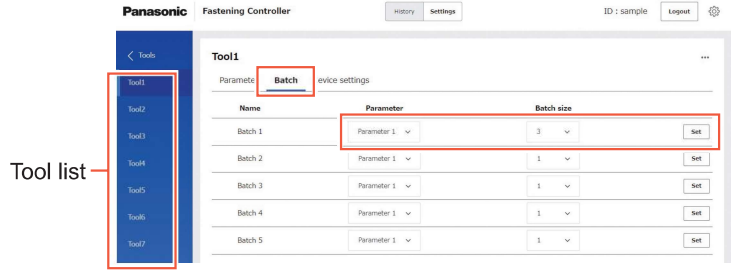 Panasonic Fastening Controller History Settings ID : sample Logout
Tools
Tool1 ...
Tool1 Paramete Batch evice settings
Tool2 Name Parameter Batch size
Tool3 Batch 1 Parameter 1 3 Set
Tool4 Batch 2 Parameter 1 1 Set
Tool list
Tool5 Batch 3 Parameter 1 1 Set
Tool6 Batch 4 Parameter 1 1 Set
Tool7 Batch 5 Parameter 1 1 Set